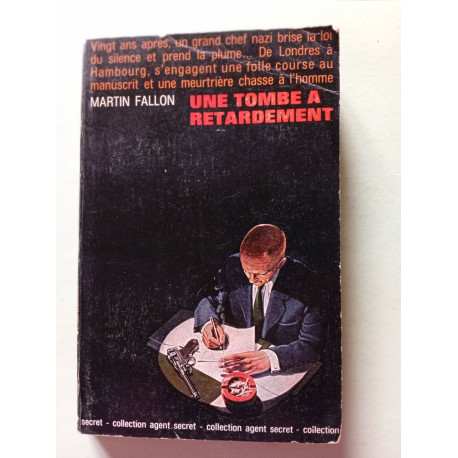 Vingt ans après, un grand chef nazi brise la loi
du silence et prend la plume... De Londres à
Hambourg, s'engagent une folle course au
manuscrit et une meurtrière chasse à l'homme
MARTIN FALLON UNE TOMBE A
RETARDEMENT
secret - collection agent secret - collection agent secret - collection